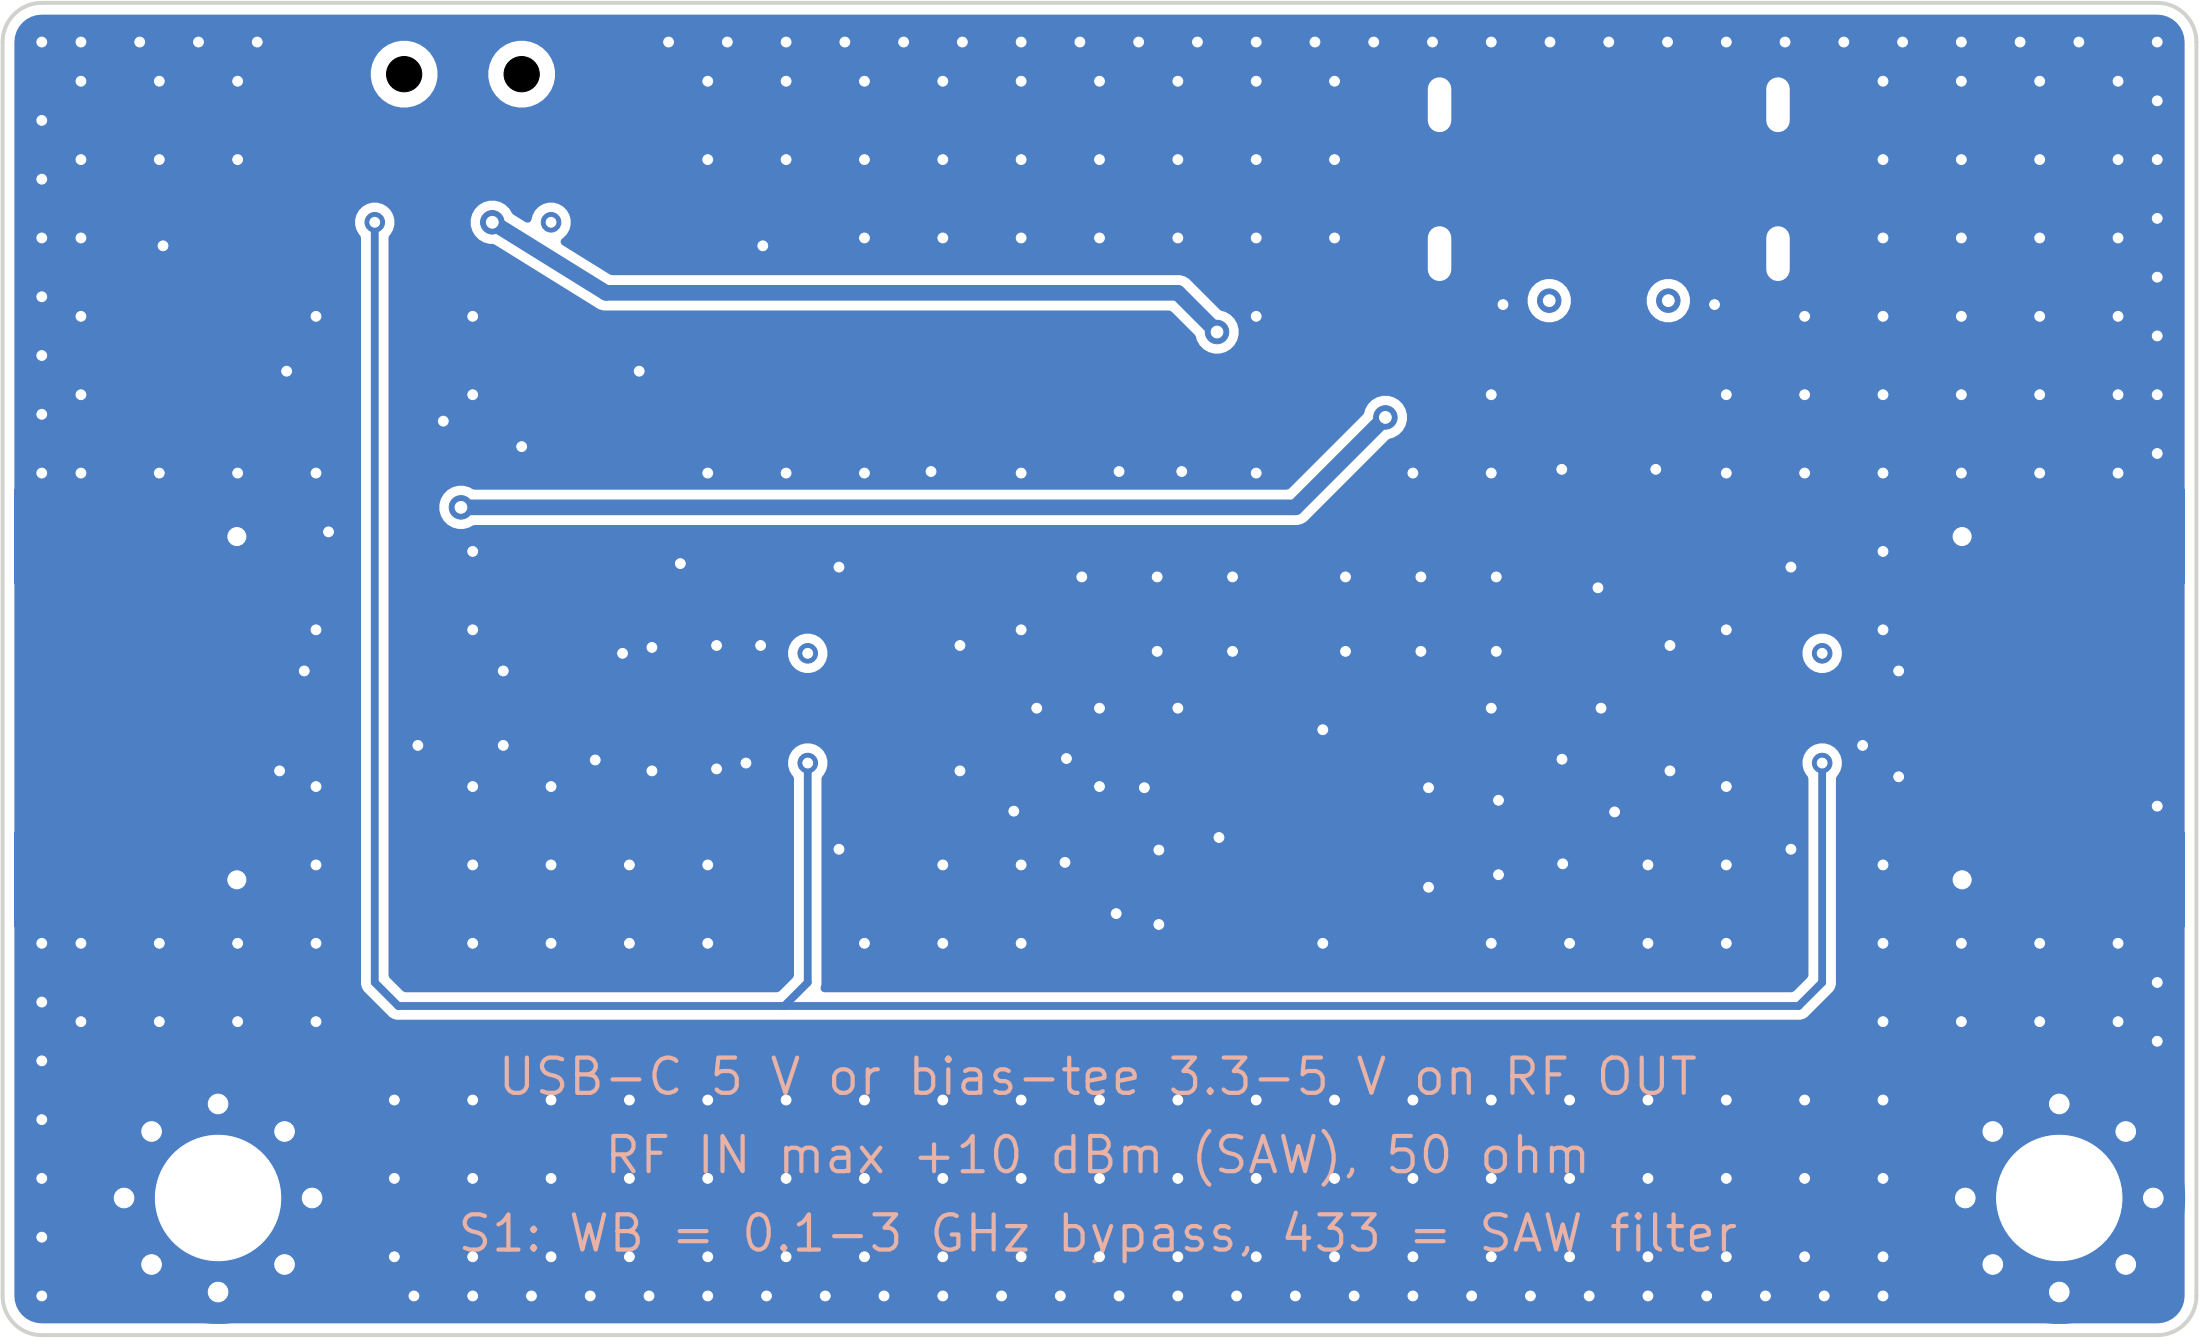 USB-C 5 V or bias-tee 3.3-5 V on RF OUT
RF IN max +10 dBm (SAW), 50 ohm
S1: WB = 0.1-3 GHz bypass, 433 = SAW filter